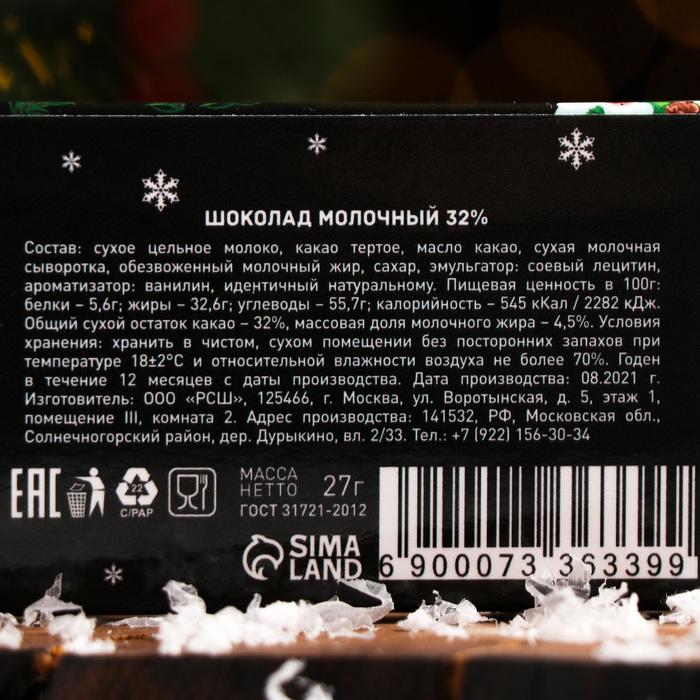 ШОКОЛАД МОЛОЧНЫЙ 32%
Состав: сухое цельное молоко, какао тертое, масло какао, сухая молочная
сыворотка, обезвоженный молочный жир, сахар, эмульгатор: соевый лецитин,
ароматизатор: ванилин, идентичный натуральному. Пищевая ценность в 100г:
белки – 5,6г; жиры – 32,6г; углеводы – 55,7г; калорийность – 545 кКал / 2282 кДж.
Общий сухой остаток какао – 32%, массовая доля молочного жира – 4,5%. Условия
хранения: хранить в чистом, сухом помещении без посторонних запахов при
температуре 18±2°С и относительной влажности воздуха не более 70%. Годен
в течение 12 месяцев с даты производства. Дата производства: 08.2021 г.
Изготовитель: ООО «РСШ», 125466, г. Москва, ул. Воротынская, д. 5, этаж 1,
помещение III, комната 2. Адрес производства: 141532, РФ, Московская обл.,
Солнечногорский район, дер. Дурыкино, вл. 2/33. Тел.: +7 (922) 156-30-34
ЕАС
22
C/PAP
МАССА
НЕТТО 27г
ГОСТ 31721-2012
SIMA
LAND
6 900073 363399